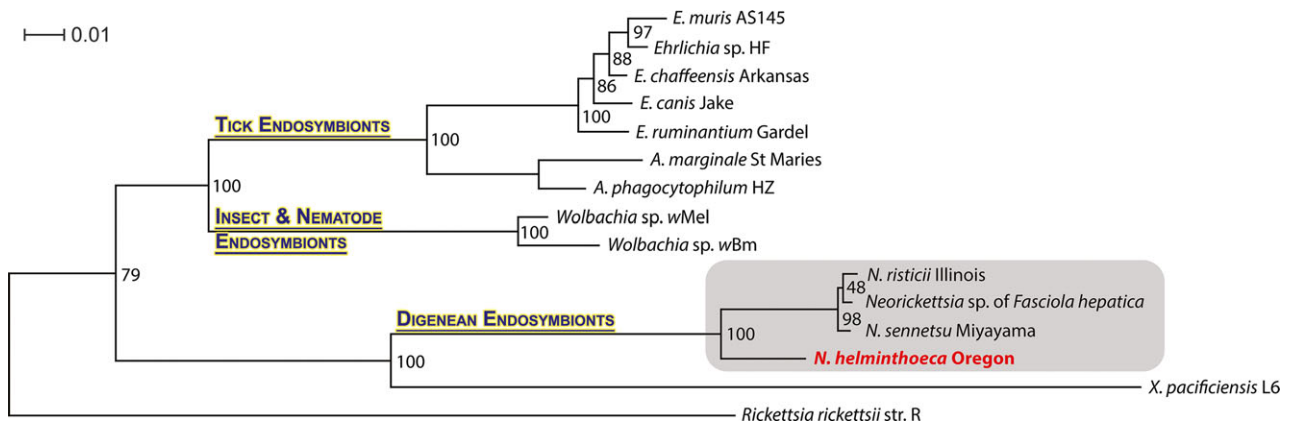 0.01
E. muris AS145
97
Ehrlichia sp. HF
88
E. chaffeensis Arkansas
86
E. canis Jake
100
TICK ENDOSYMBIONTS
E. ruminantium Gardel
100
A. marginale St Maries
100
A. phagocytophilum HZ
INSECT & NEMATODE
ENDOSYMBIONTS
Wolbachia sp. wMel
100
Wolbachia sp. wBm
79
N. risticii Illinois
48
Neorickettsia sp. of Fasciola hepatica
98
DIGENEAN ENDOSYMBIONTS
N. sennetsu Miyayama
100
100
N. helminthoeca Oregon
X. pacificiensis L6
Rickettsia rickettsii str. R